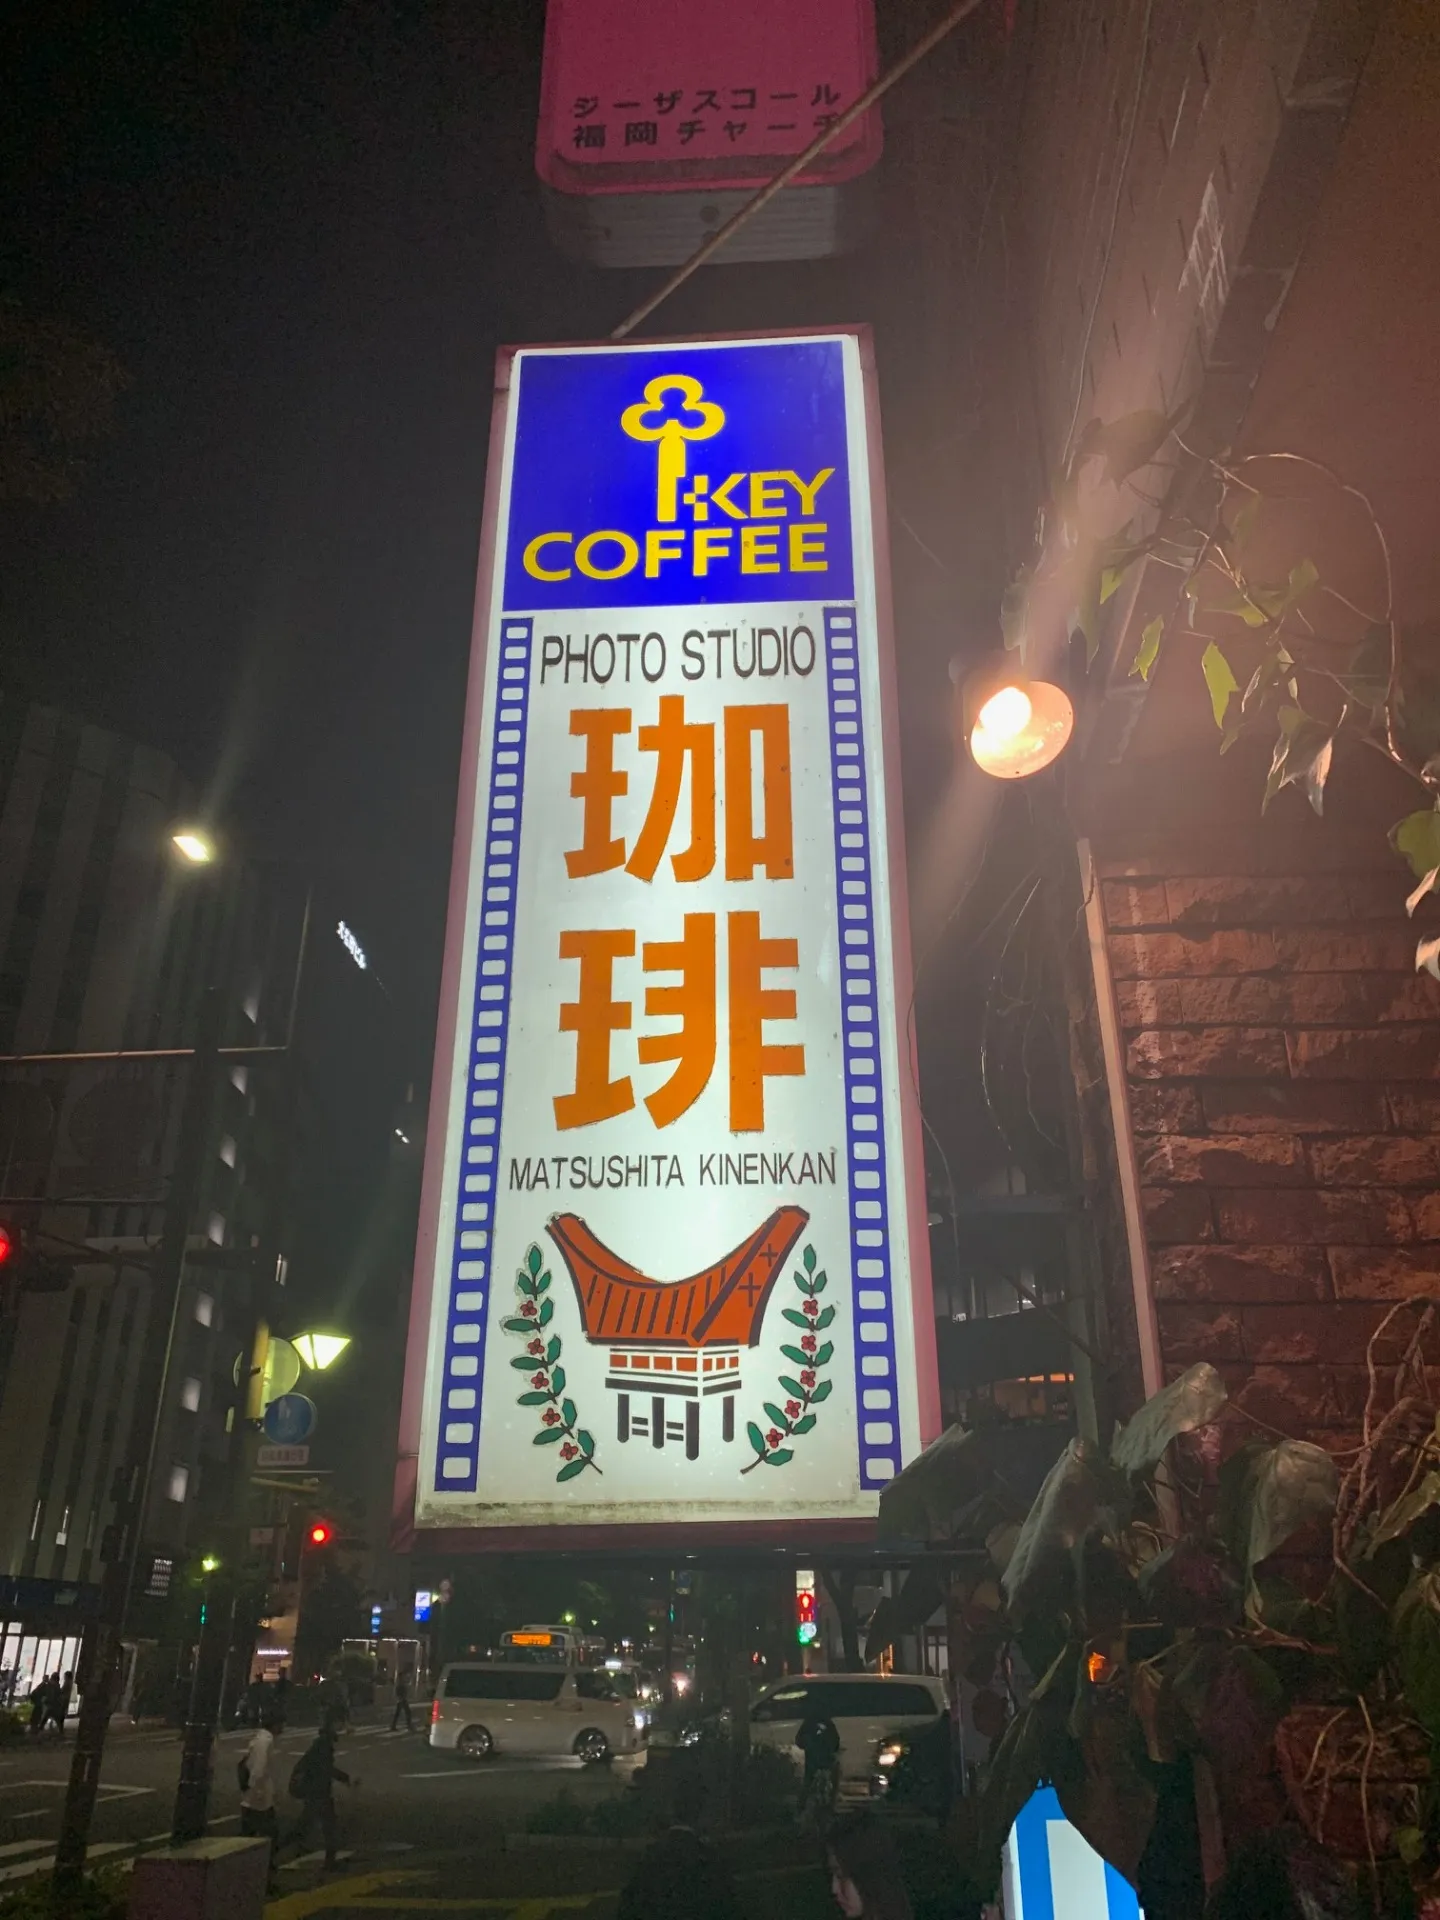 ジーザスコール
福岡チャーチ
KEY
COFFEE
PHOTO STUDIO
珈
琲
MATSUSHITA KINENKAN